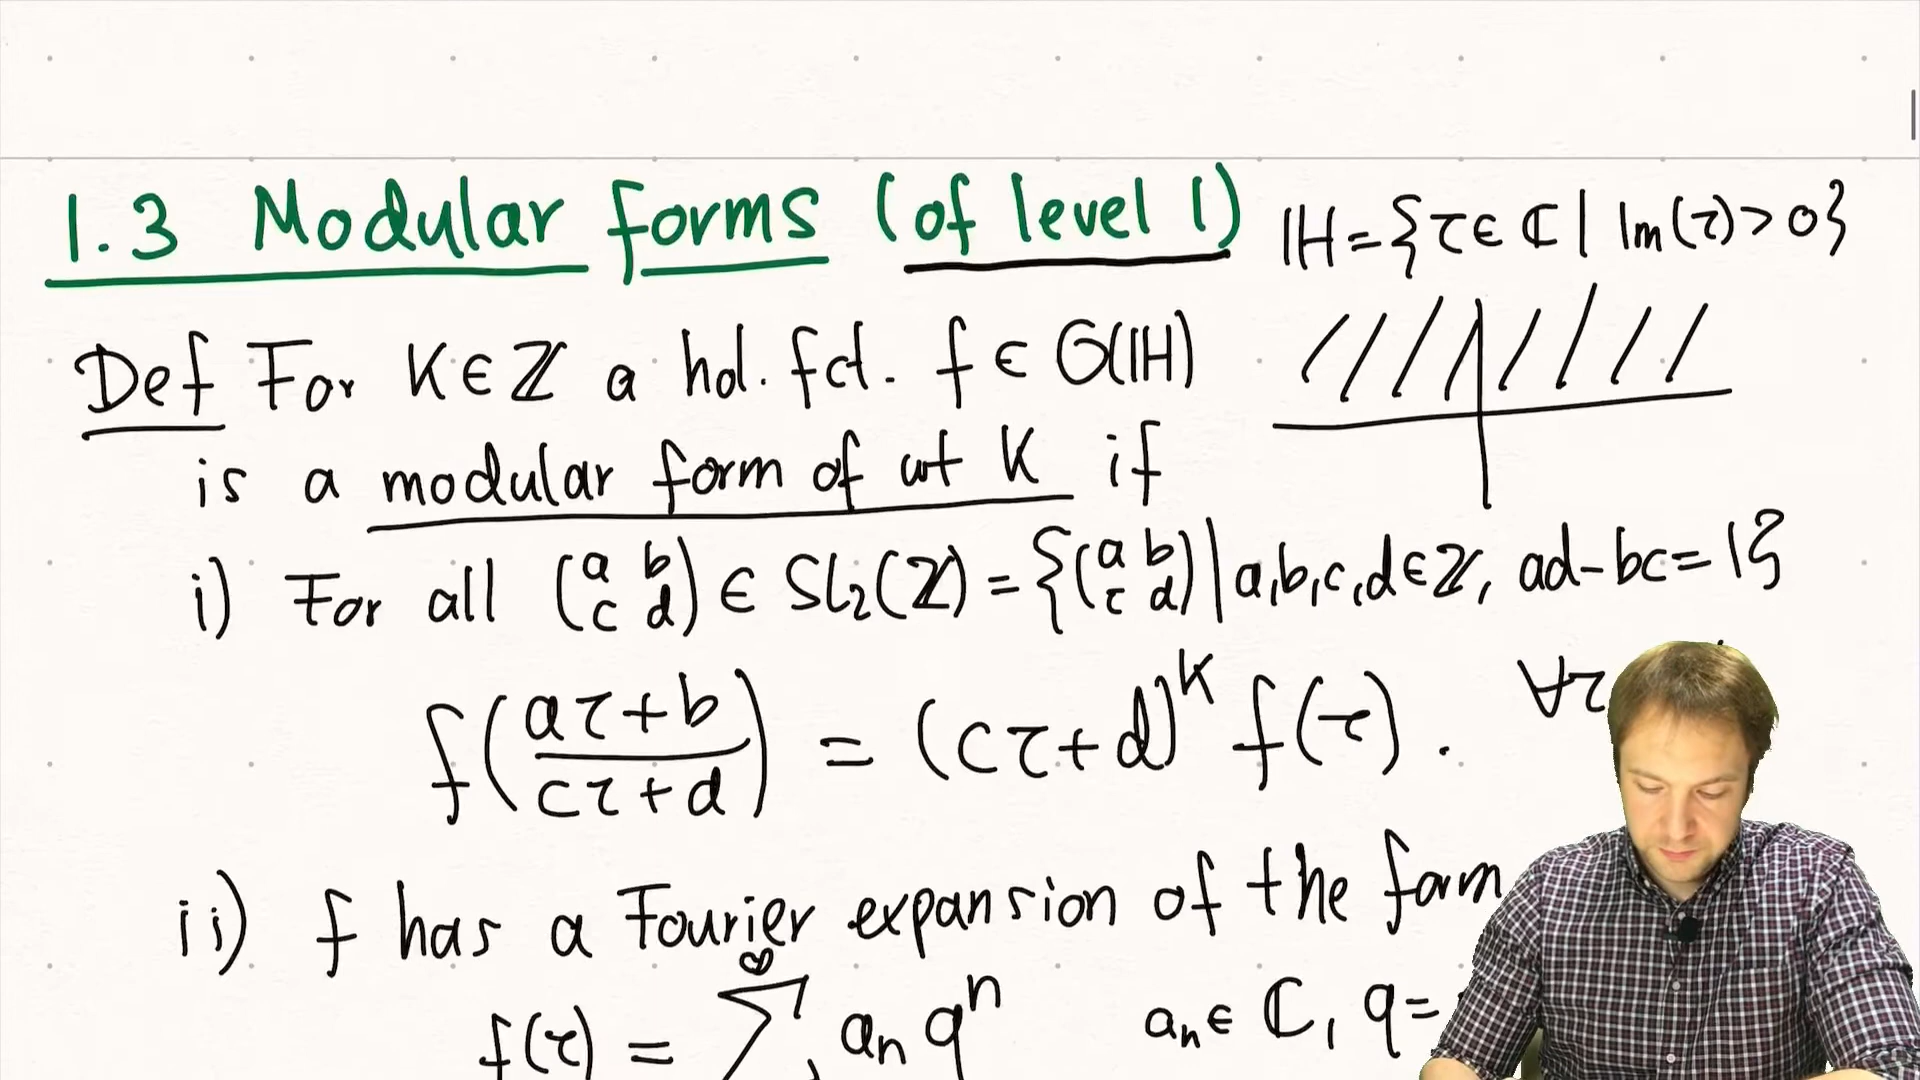 1.3 Modular forms (of level 1)
ℍ = {τ ∈ ℂ | Im(τ) > 0}
Def For K ∈ ℤ a hol. fct. f ∈ O(ℍ)
is a modular form of wt K if
i) For all (a b; c d) ∈ SL₂(ℤ) = {(a b; c d) | a,b,c,d ∈ ℤ, ad-bc = 1}
f((aτ+b)/(cτ+d)) = (cτ+d)^K f(τ). ∀τ
ii) f has a Fourier expansion of the form
f(τ) = ∑^∞ aₙ qⁿ aₙ ∈ ℂ, q =